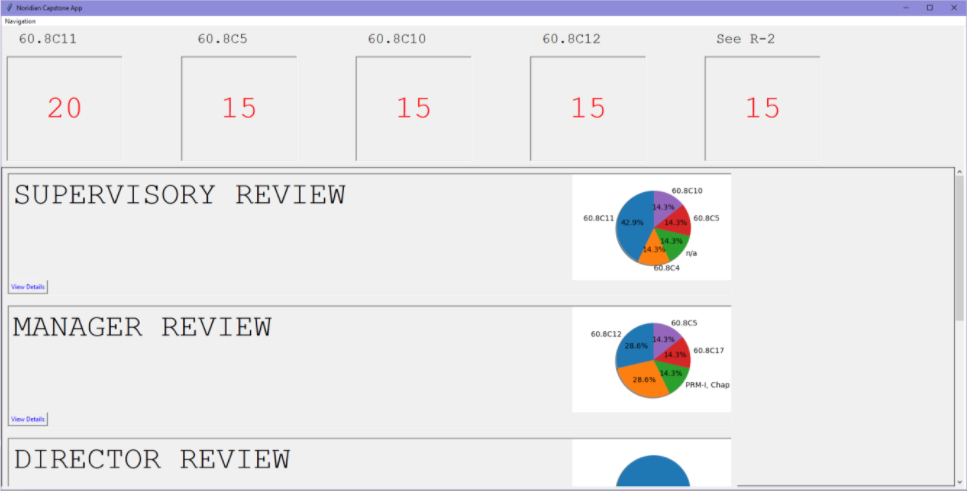 Noridian Capstone App
Navigation
60.8C11 60.8C5 60.8C10 60.8C12 See R-2
20 15 15 15 15
SUPERVISORY REVIEW
60.8C10
14.3%
60.8C11 42.9% 14.3% 60.8C5
14.3%
14.3% n/a
60.8C4
View Details
MANAGER REVIEW
60.8C5
60.8C12 14.3%
28.6% 14.3% 60.8C17
14.3%
28.6% PRM-I, Chap
View Details
DIRECTOR REVIEW